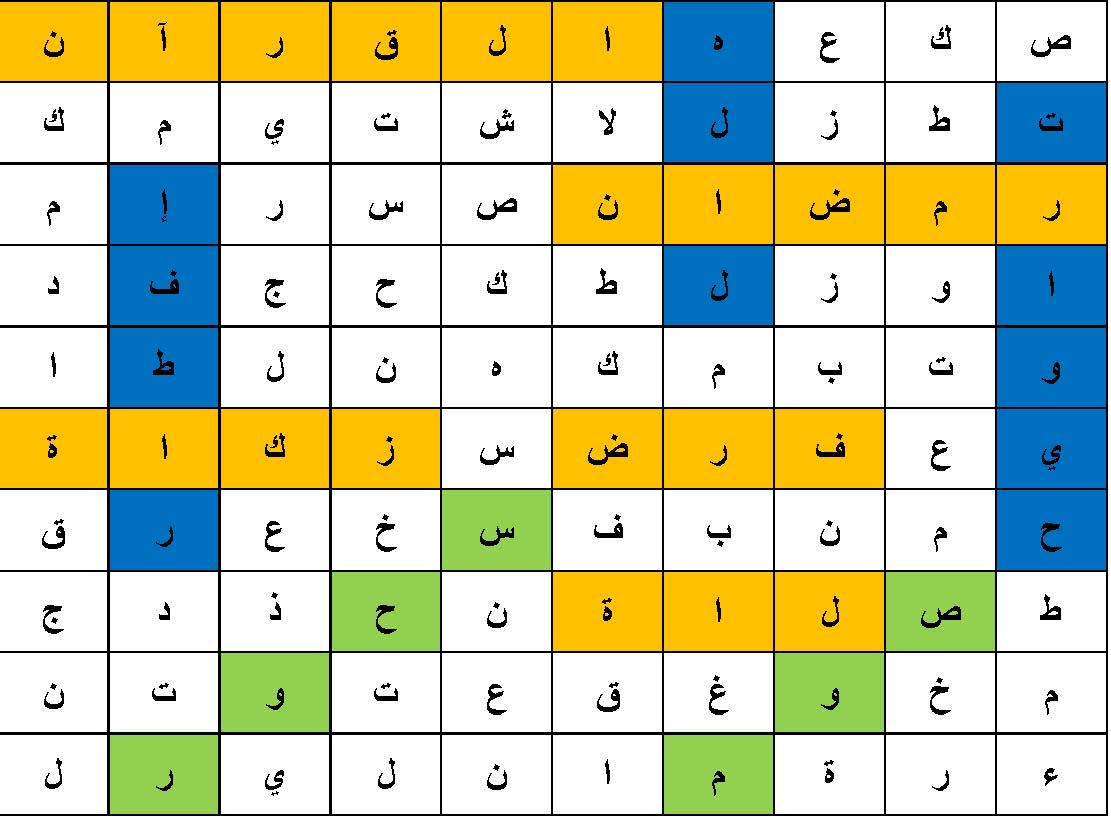 ص ك ع ه ا ل ق ر آ ن
ت ط ز ل لا ش ت ي م ك
ر م ض ا ن ص س ر إ م
ا و ز ل ط ك ح ج ف د
و ت ب م ك ه ن ل ط ا
ي ع ف ر ض س ز ك ا ة
ح م ن ب ف س خ ع ر ق
ط ص ل ا ة ن ح ذ د ج
م خ و غ ق ع ت و ت ن
ء ر ة م ا ن ل ي ر ل